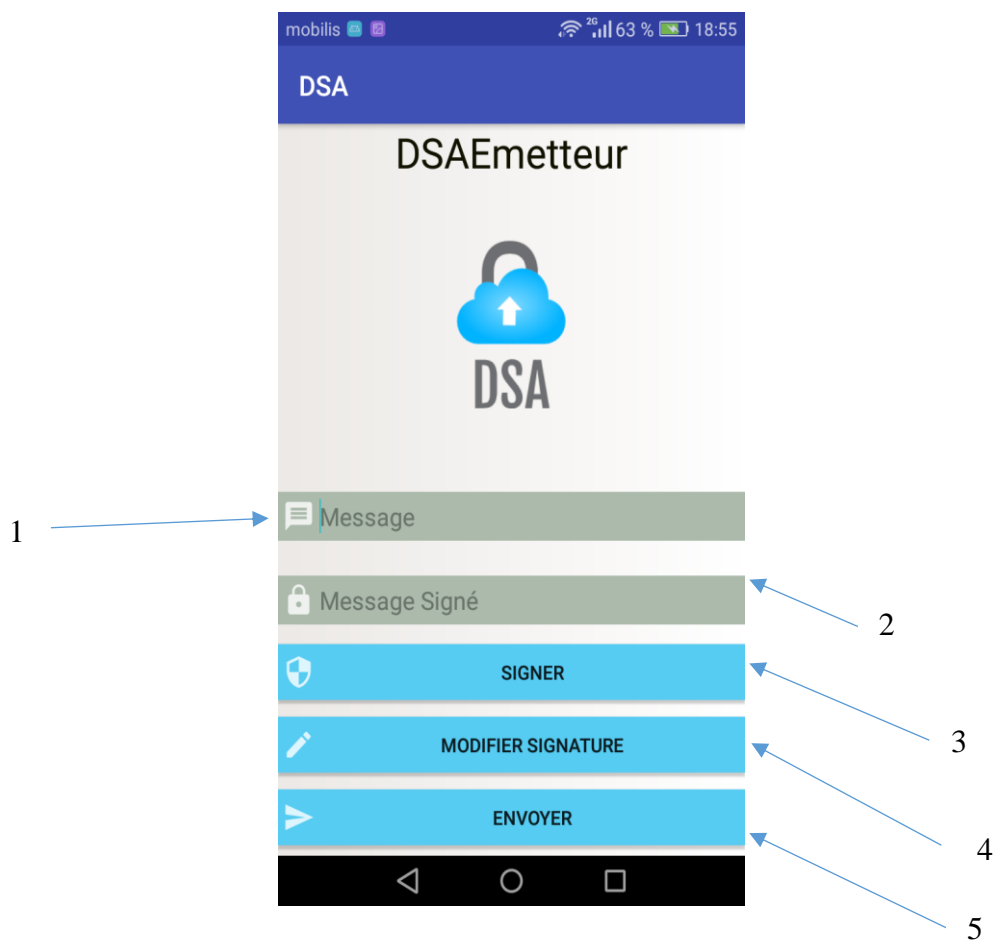 mobilis 2G 63 % 18:55
DSA
DSAEmetteur
DSA
1
Message
Message Signé
2
SIGNER
3
MODIFIER SIGNATURE
4
ENVOYER
5